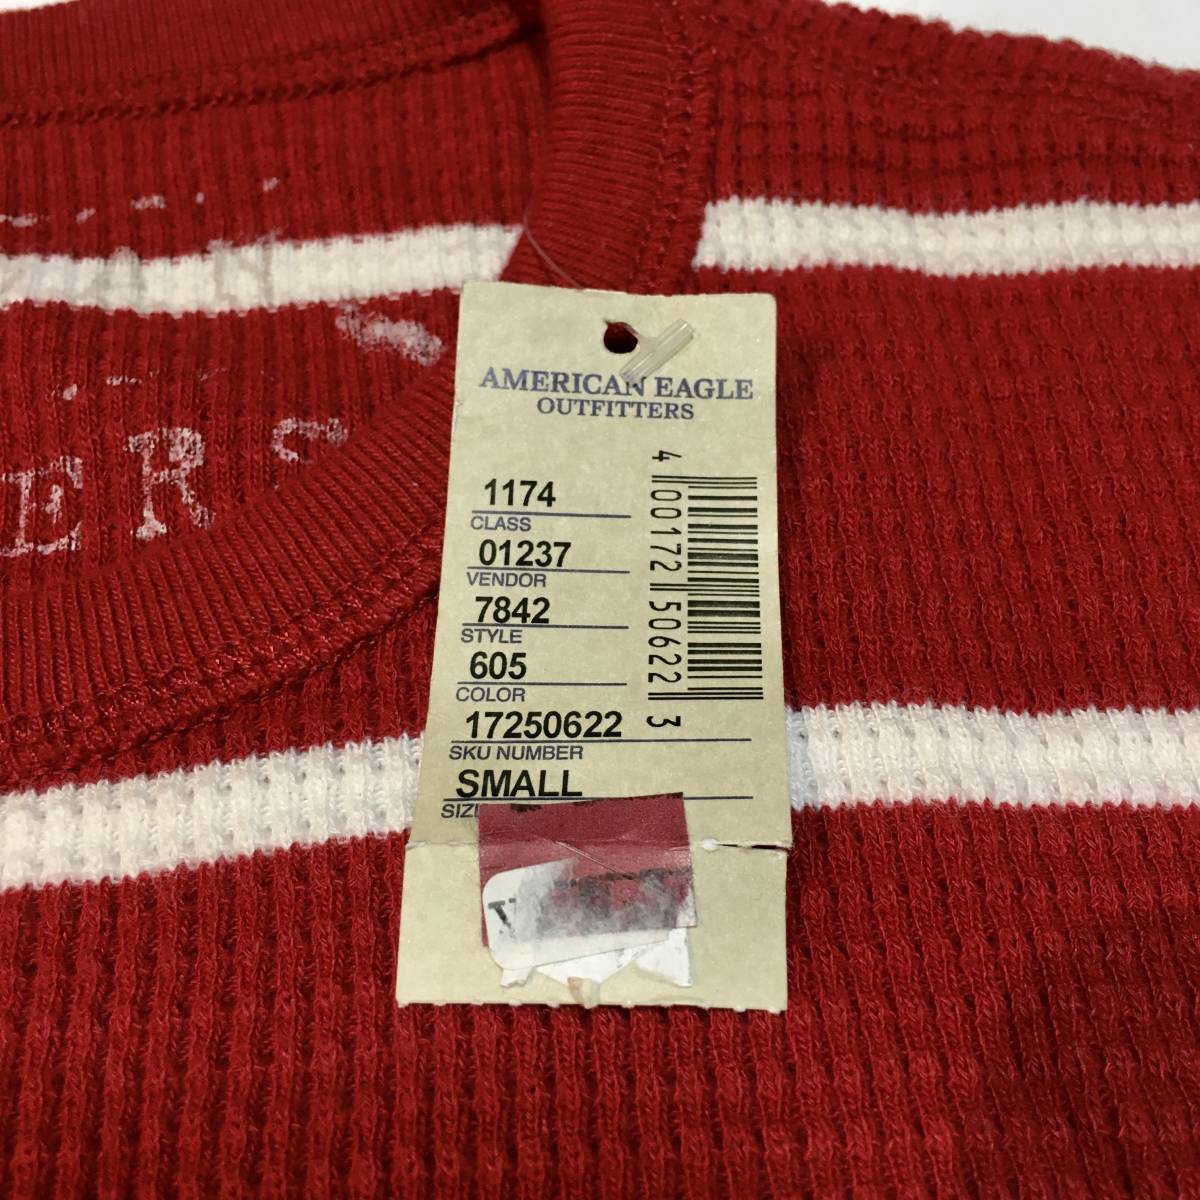 AMERICAN EAGLE
OUTFITTERS
1174
CLASS
01237
VENDOR
7842
STYLE
605
COLOR
17250622
SKU NUMBER
SMALL
4 00172 50622 3
ERS